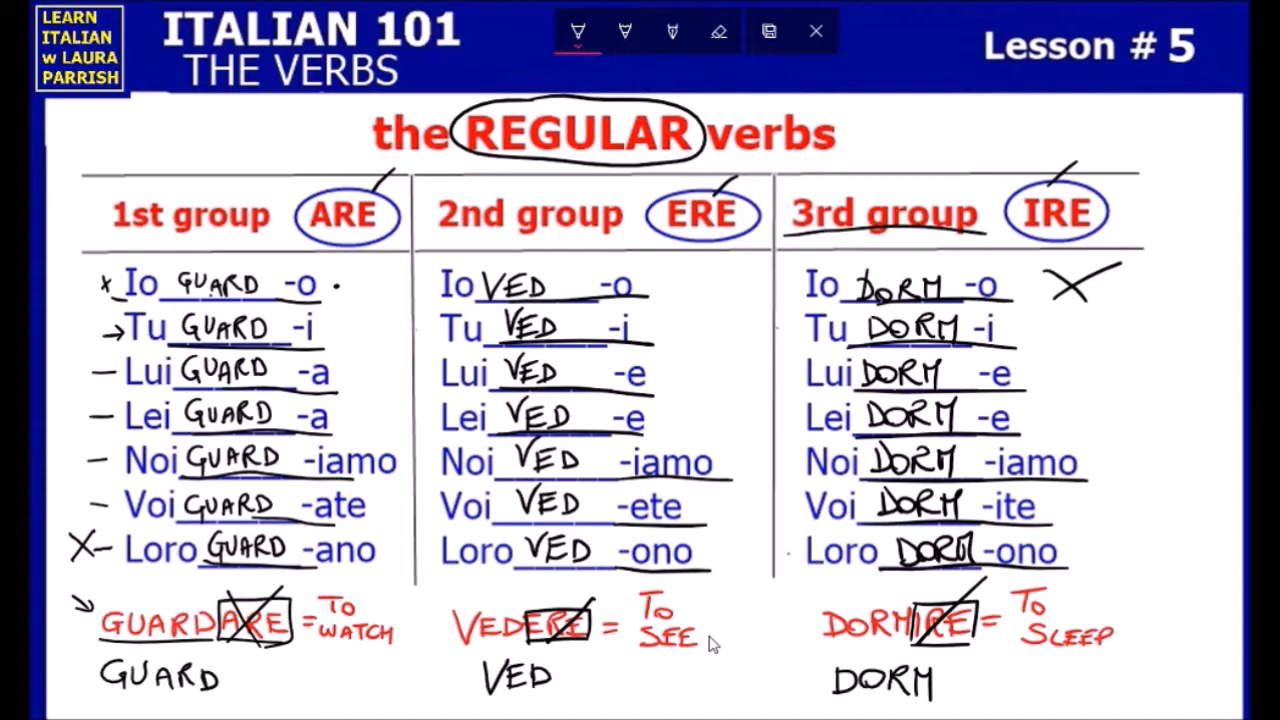 LEARN
ITALIAN
w LAURA
PARRISH
ITALIAN 101
THE VERBS
Lesson # 5
the REGULAR verbs
1st group ARE
2nd group ERE
3rd group IRE
Io GUARD -o
Io VED -o
Io DORM -o
Tu GUARD -i
Tu VED -i
Tu DORM -i
Lui GUARD -a
Lui VED -e
Lui DORM -e
Lei GUARD -a
Lei VED -e
Lei DORM -e
Noi GUARD -iamo
Noi VED -iamo
Noi DORM -iamo
Voi GUARD -ate
Voi VED -ete
Voi DORM -ite
Loro GUARD -ano
Loro VED -ono
Loro DORM -ono
GUARDARE = TO
WATCH
VEDERE = TO
SEE
DORMIRE = TO
SLEEP
GUARD
VED
DORM